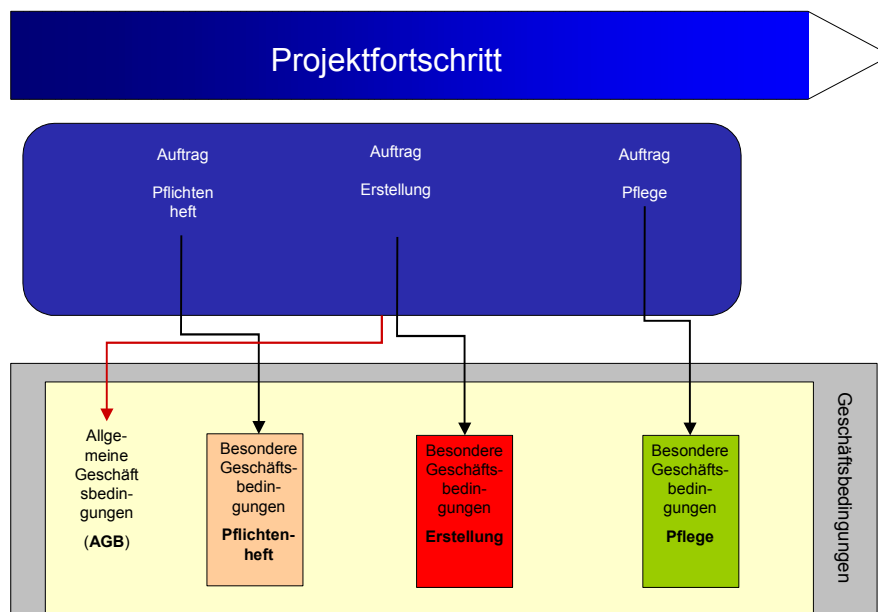 Projektfortschritt
Auftrag
Pflichten
heft
Auftrag
Erstellung
Auftrag
Pflege
Allge-
meine
Geschäft
sbedin-
gungen
(AGB)
Besondere
Geschäfts-
bedin-
gungen
Pflichten-
heft
Besondere
Geschäfts-
bedin-
gungen
Erstellung
Besondere
Geschäfts-
bedin-
gungen
Pflege
Geschäftsbedingungen